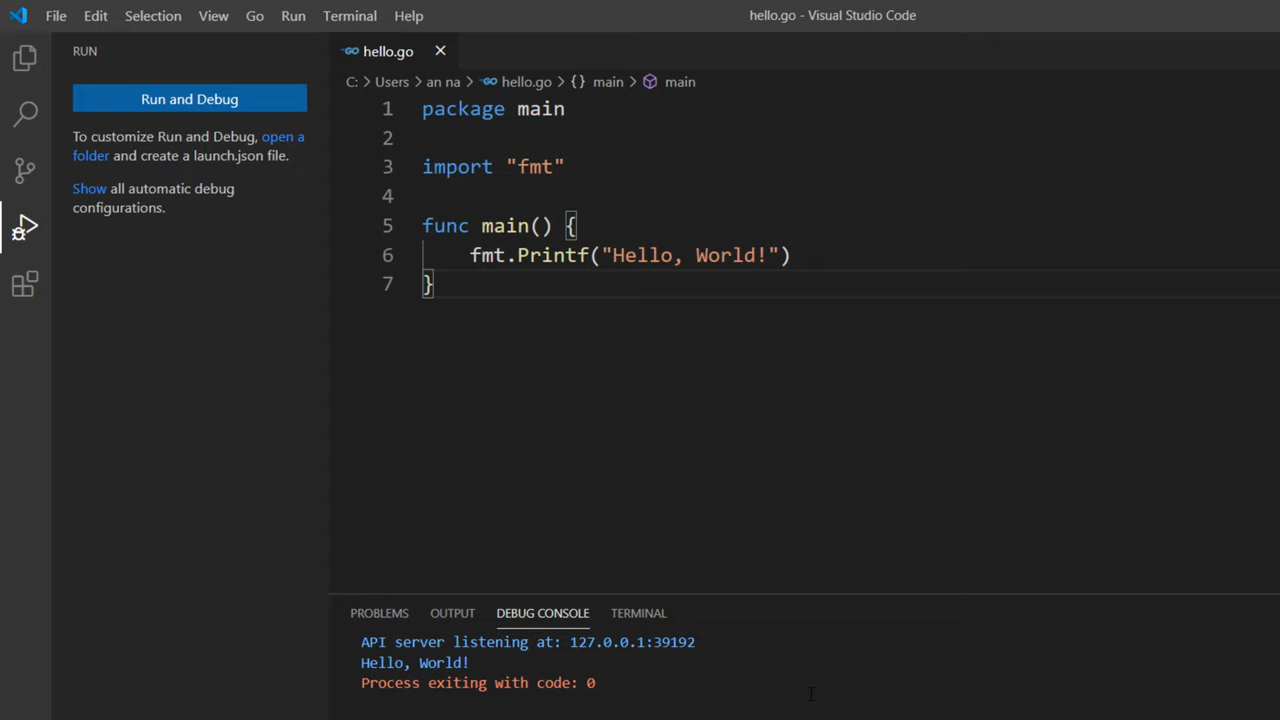 File Edit Selection View Go Run Terminal Help hello.go - Visual Studio Code
RUN
Run and Debug
To customize Run and Debug, open a
folder and create a launch.json file.
Show all automatic debug
configurations.
hello.go
C: > Users > an na > hello.go > {} main > main
1 package main
2
3 import "fmt"
4
5 func main() {
6 fmt.Printf("Hello, World!")
7 }
PROBLEMS OUTPUT DEBUG CONSOLE TERMINAL
API server listening at: 127.0.0.1:39192
Hello, World!
Process exiting with code: 0